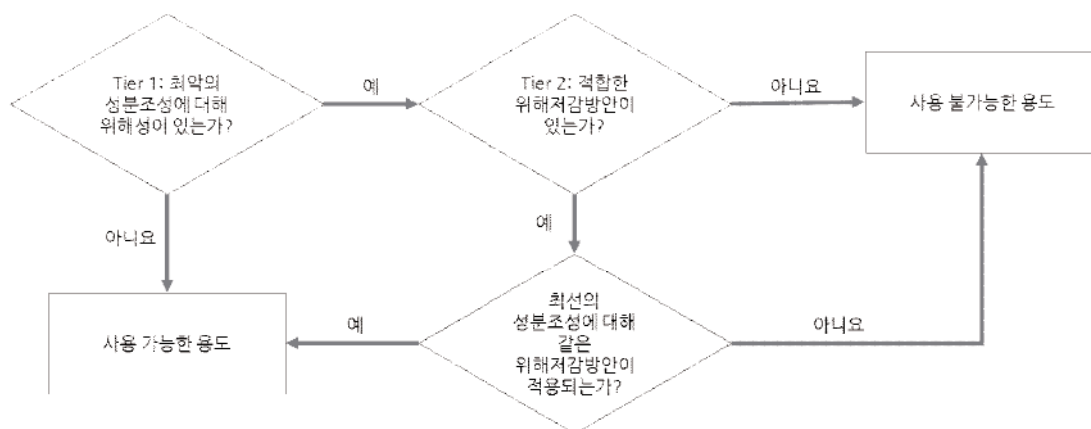 Tier 1: 최악의
성분조성에 대해
위해성이 있는가?
예
Tier 2: 적합한
위해저감방안이
있는가?
아니요
사용 불가능한 용도
아니요
예
사용 가능한 용도
예
최선의
성분조성에 대해
같은
위해저감방안이
적용되는가?
아니요